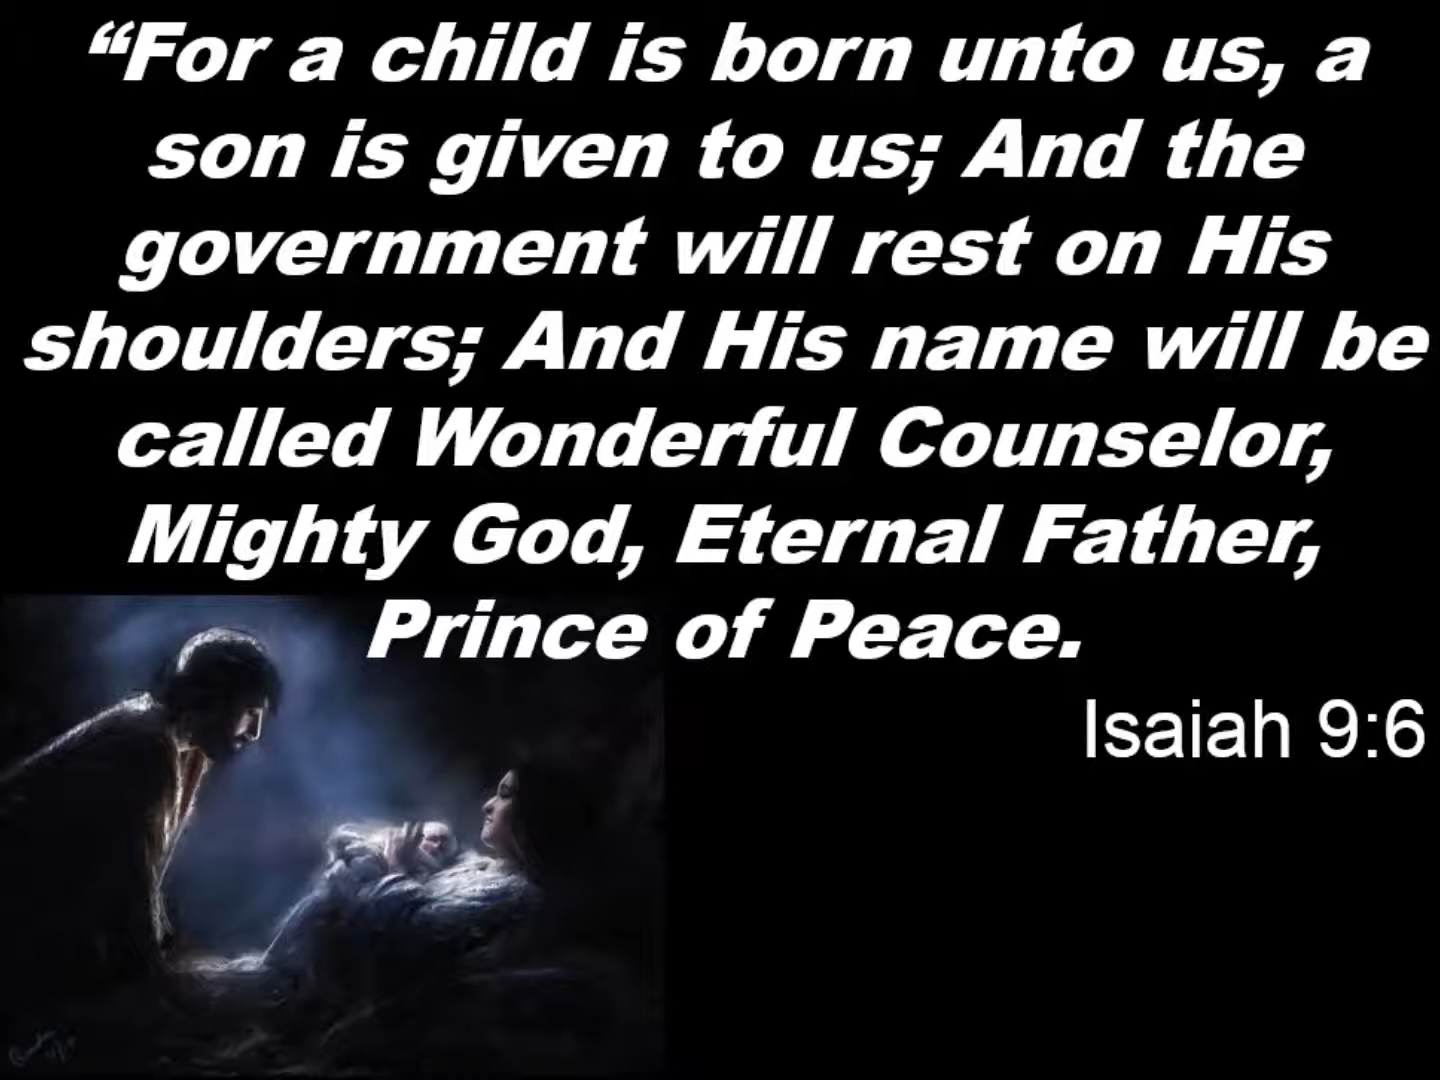 “For a child is born unto us, a
son is given to us; And the
government will rest on His
shoulders; And His name will be
called Wonderful Counselor,
Mighty God, Eternal Father,
Prince of Peace.
Isaiah 9:6